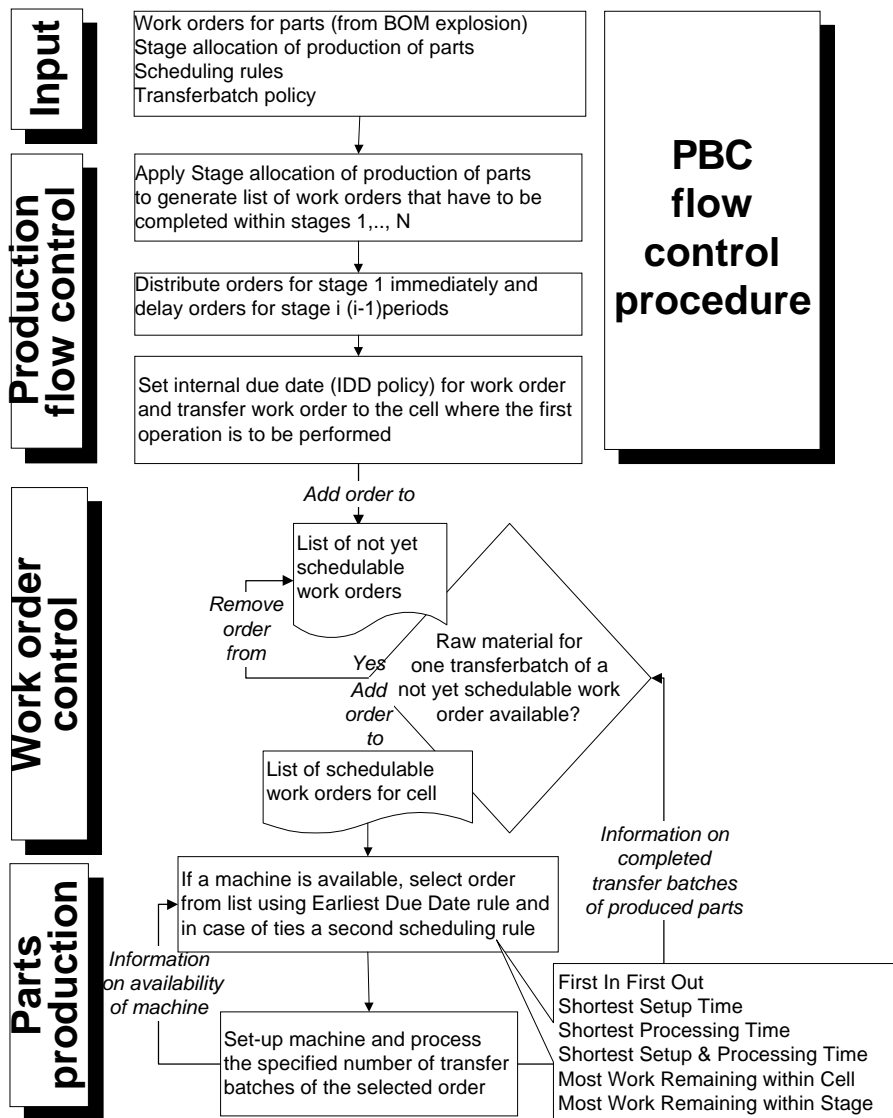 Input
Work orders for parts (from BOM explosion)
Stage allocation of production of parts
Scheduling rules
Transferbatch policy
PBC
flow
control
procedure
Production
flow control
Apply Stage allocation of production of parts
to generate list of work orders that have to be
completed within stages 1,.., N
Distribute orders for stage 1 immediately and
delay orders for stage i (i-1)periods
Set internal due date (IDD policy) for work order
and transfer work order to the cell where the first
operation is to be performed
Add order to
Work order
control
List of not yet
schedulable
work orders
Remove
order
from
Raw material for
one transferbatch of a
not yet schedulable work
order available?
Yes
Add
order
to
List of schedulable
work orders for cell
Information on
completed
transfer batches
of produced parts
Parts
production
If a machine is available, select order
from list using Earliest Due Date rule and
in case of ties a second scheduling rule
Information
on availability
of machine
Set-up machine and process
the specified number of transfer
batches of the selected order
First In First Out
Shortest Setup Time
Shortest Processing Time
Shortest Setup & Processing Time
Most Work Remaining within Cell
Most Work Remaining within Stage